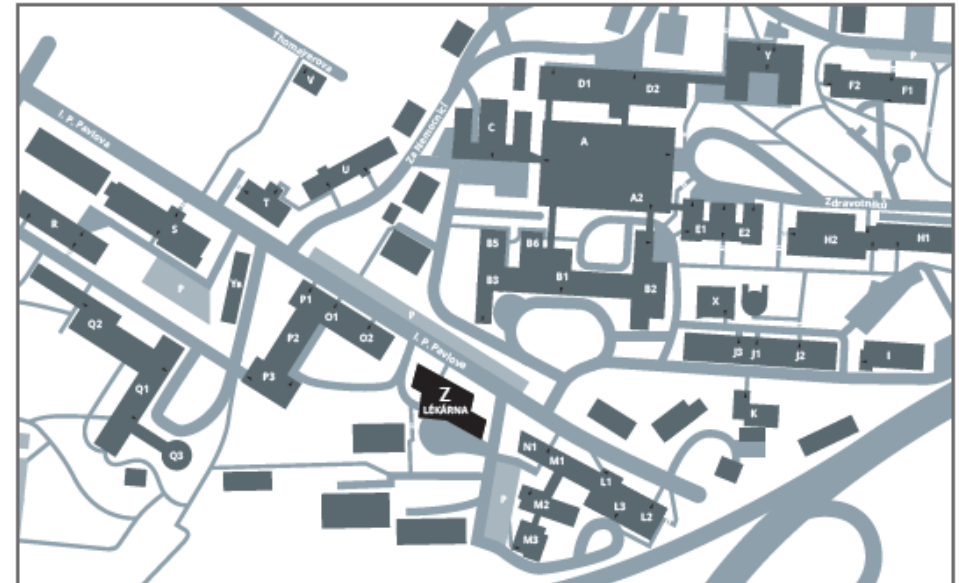 Thomayerova
V
Y
P
D1
D2
F2
F1
I. P. Pavlova
Za Nemocnicí
C
A
U
T
A2
Zdravotníků
R
S
E1
E2
H2
H1
B5
B6
P
Ya
B3
B1
B2
P1
X
O1
P
Q2
P2
O2
I. P. Pavlova
J3
J1
J2
I
P3
Q1
Z
LÉKÁRNA
K
N1
Q3
M1
L1
P
M2
L3
L2
M3